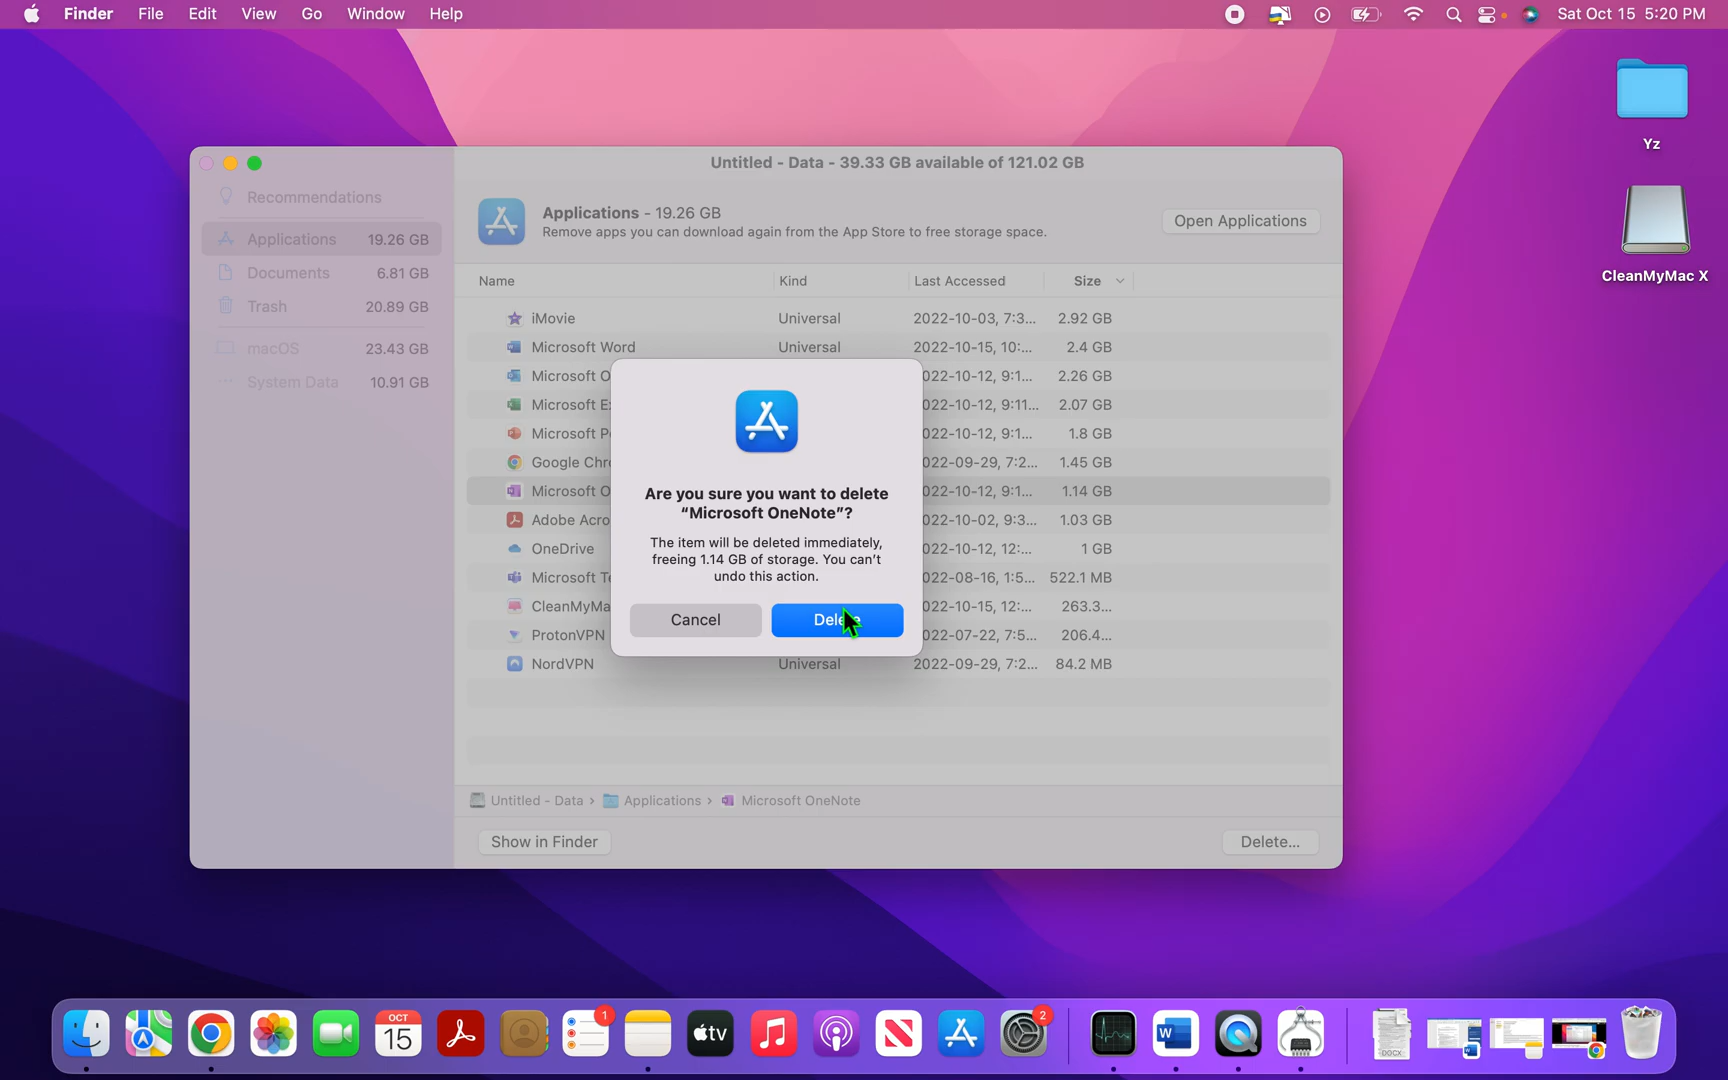 Finder File Edit View Go Window Help Sat Oct 15 5:20 PM
Yz
CleanMyMac X
Untitled - Data - 39.33 GB available of 121.02 GB
Recommendations
Applications 19.26 GB
Documents 6.81 GB
Trash 20.89 GB
macOS 23.43 GB
System Data 10.91 GB
Applications - 19.26 GB
Remove apps you can download again from the App Store to free storage space.
Open Applications
Name Kind Last Accessed Size
iMovie Universal 2022-10-03, 7:3... 2.92 GB
Microsoft Word Universal 2022-10-15, 10:... 2.4 GB
Microsoft O 022-10-12, 9:1... 2.26 GB
Microsoft E 022-10-12, 9:11... 2.07 GB
Microsoft P 022-10-12, 9:1... 1.8 GB
Google Chr 022-09-29, 7:2... 1.45 GB
Microsoft O 022-10-12, 9:1... 1.14 GB
Adobe Acro 022-10-02, 9:3... 1.03 GB
OneDrive 022-10-12, 12:... 1 GB
Microsoft Te 022-08-16, 1:5... 522.1 MB
CleanMyMa 022-10-15, 12:... 263.3...
ProtonVPN 022-07-22, 7:5... 206.4...
NordVPN Universal 2022-09-29, 7:2... 84.2 MB
Are you sure you want to delete
“Microsoft OneNote”?
The item will be deleted immediately,
freeing 1.14 GB of storage. You can’t
undo this action.
Cancel Delete
Untitled - Data › Applications › Microsoft OneNote
Show in Finder Delete...
OCT
15
1
tv
2
W
DOCX